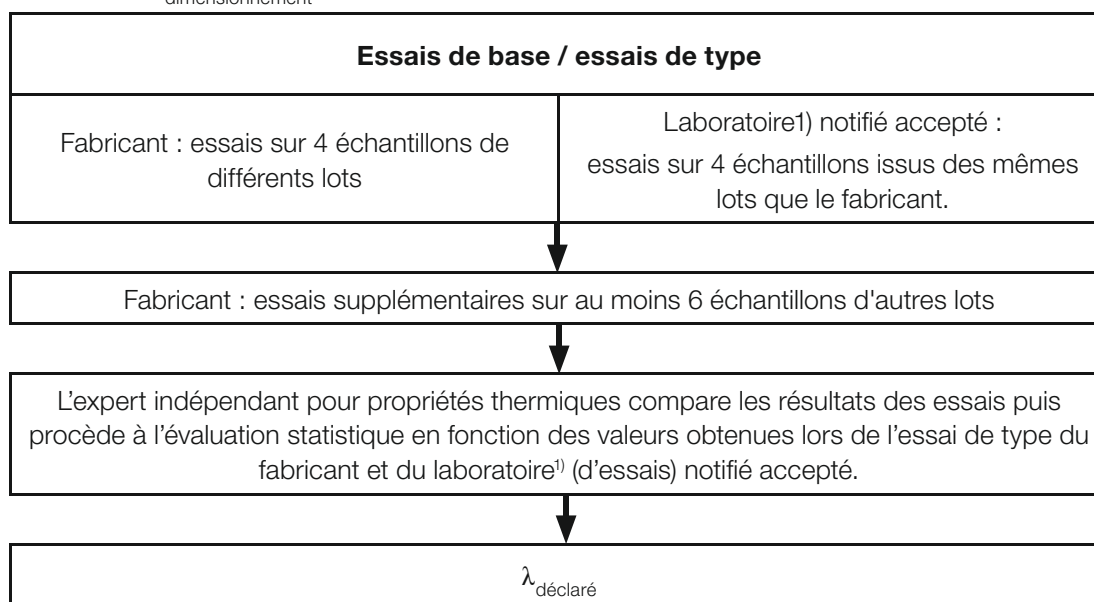 dimensionnement
Essais de base / essais de type
Fabricant : essais sur 4 échantillons de
différents lots
Laboratoire1) notifié accepté :
essais sur 4 échantillons issus des mêmes
lots que le fabricant.
Fabricant : essais supplémentaires sur au moins 6 échantillons d'autres lots
L’expert indépendant pour propriétés thermiques compare les résultats des essais puis
procède à l’évaluation statistique en fonction des valeurs obtenues lors de l’essai de type du
fabricant et du laboratoire1) (d’essais) notifié accepté.
λdéclaré